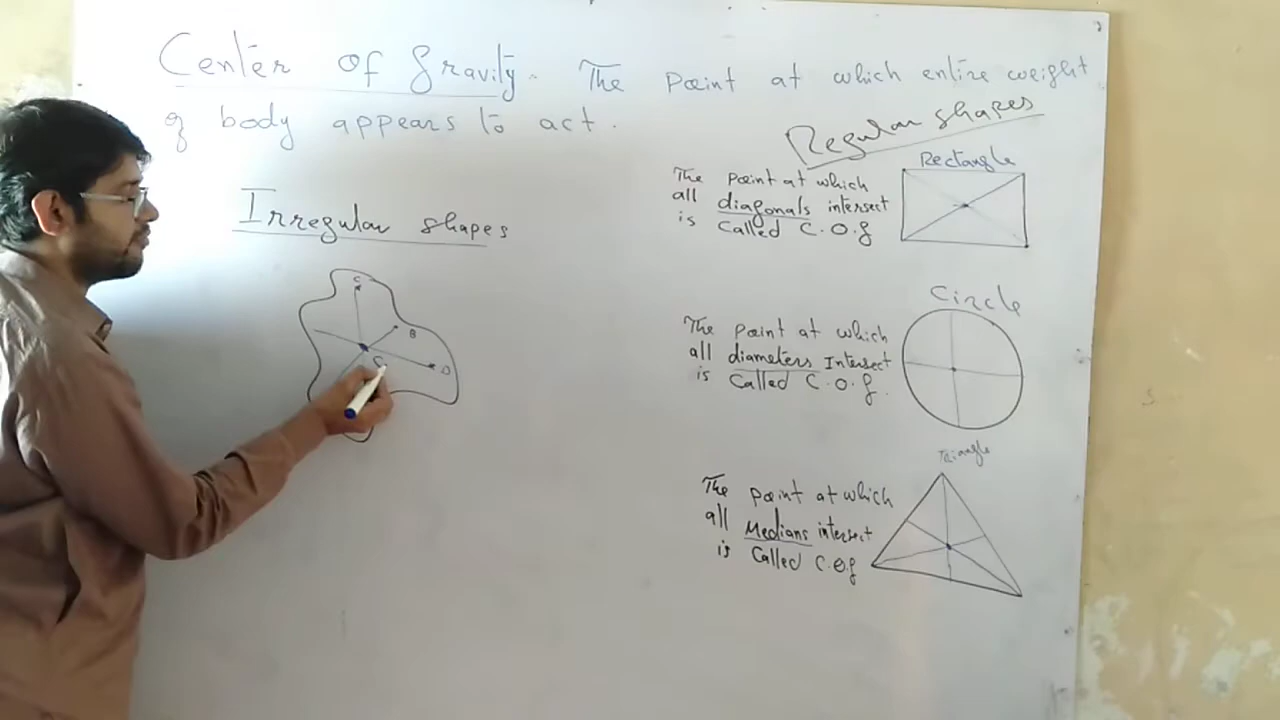 Center of Gravity. The point at which entire weight
of body appears to act.
Regular shapes
Irregular shapes
C
B
D
Rectangle
The point at which
all diagonals intersect
is called C.O.g
Circle
The point at which
all diameters Intersect
is called C.O.g.
Triangle
The point at which
all Medians intersect
is called C.O.g